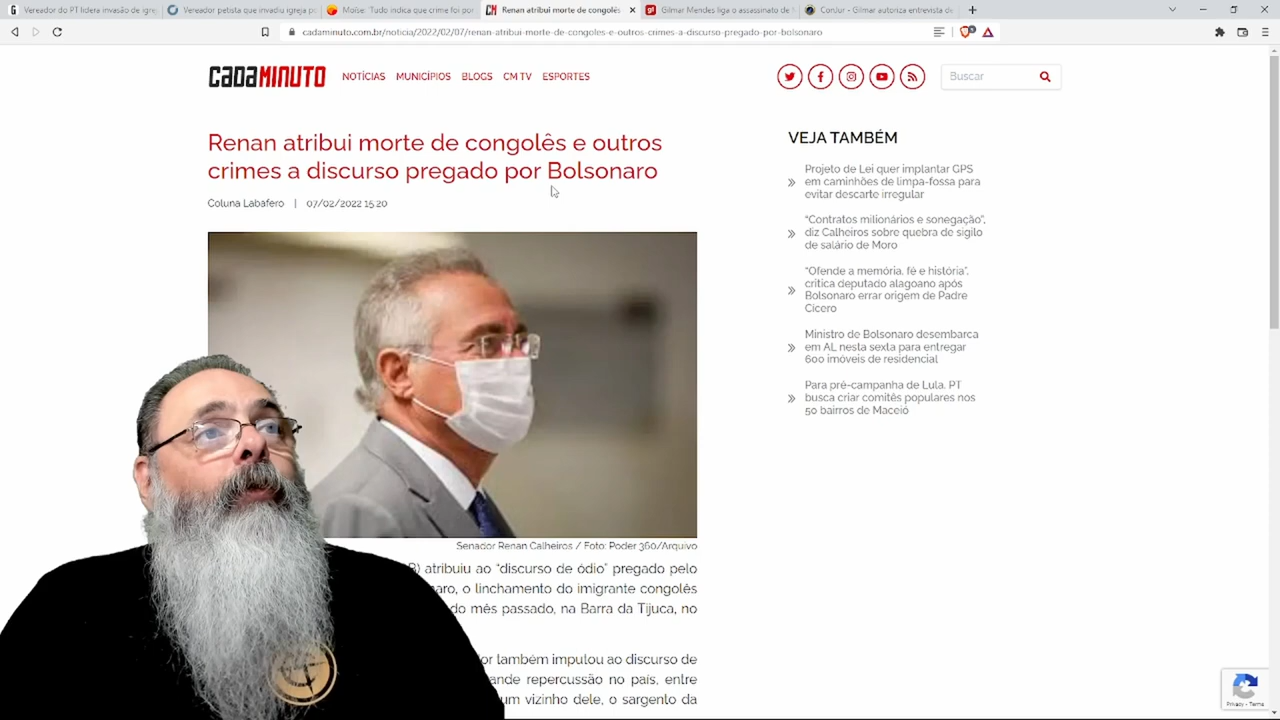 Vereador do PT lidera invasão de igrej
Vereador petista que invadiu igreja po
Moïse: "Tudo indica que crime foi por
Renan atribui morte de congolês
Gilmar Mendes liga o assassinato de
ConJur - Gilmar autoriza entrevista de
cadaminuto.com.br/noticia/2022/02/07/renan-atribui-morte-de-congoles-e-outros-crimes-a-discurso-pregado-por-bolsonaro
CADAMINUTO
NOTÍCIAS MUNICÍPIOS BLOGS CM TV ESPORTES
Buscar
Renan atribui morte de congolês e outros
crimes a discurso pregado por Bolsonaro
Coluna Labafero | 07/02/2022 15:20
Senador Renan Calheiros / Foto: Poder 360/Arquivo
B) atribuiu ao “discurso de ódio” pregado pelo
naro, o linchamento do imigrante congolês
do mês passado, na Barra da Tijuca, no
or também imputou ao discurso de
ande repercussão no país, entre
um vizinho dele, o sargento da
VEJA TAMBÉM
Projeto de Lei quer implantar GPS
em caminhões de limpa-fossa para
evitar descarte irregular
“Contratos milionários e sonegação”,
diz Calheiros sobre quebra de sigilo
de salário de Moro
“Ofende a memória, fé e história”,
critica deputado alagoano após
Bolsonaro errar origem de Padre
Cícero
Ministro de Bolsonaro desembarca
em AL nesta sexta para entregar
600 imóveis de residencial
Para pré-campanha de Lula, PT
busca criar comitês populares nos
50 bairros de Maceió
Privacy - Terms